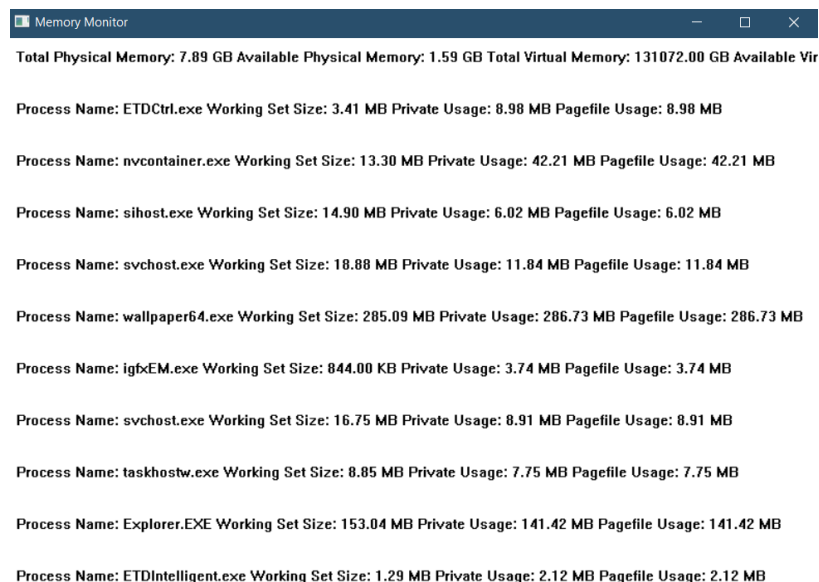 Memory Monitor
Total Physical Memory: 7.89 GB Available Physical Memory: 1.59 GB Total Virtual Memory: 131072.00 GB Available Vir
Process Name: ETDCtrl.exe Working Set Size: 3.41 MB Private Usage: 8.98 MB Pagefile Usage: 8.98 MB
Process Name: nvcontainer.exe Working Set Size: 13.30 MB Private Usage: 42.21 MB Pagefile Usage: 42.21 MB
Process Name: sihost.exe Working Set Size: 14.90 MB Private Usage: 6.02 MB Pagefile Usage: 6.02 MB
Process Name: svchost.exe Working Set Size: 18.88 MB Private Usage: 11.84 MB Pagefile Usage: 11.84 MB
Process Name: wallpaper64.exe Working Set Size: 285.09 MB Private Usage: 286.73 MB Pagefile Usage: 286.73 MB
Process Name: igfxEM.exe Working Set Size: 844.00 KB Private Usage: 3.74 MB Pagefile Usage: 3.74 MB
Process Name: svchost.exe Working Set Size: 16.75 MB Private Usage: 8.91 MB Pagefile Usage: 8.91 MB
Process Name: taskhostw.exe Working Set Size: 8.85 MB Private Usage: 7.75 MB Pagefile Usage: 7.75 MB
Process Name: Explorer.EXE Working Set Size: 153.04 MB Private Usage: 141.42 MB Pagefile Usage: 141.42 MB
Process Name: ETDIntelligent.exe Working Set Size: 1.29 MB Private Usage: 2.12 MB Pagefile Usage: 2.12 MB